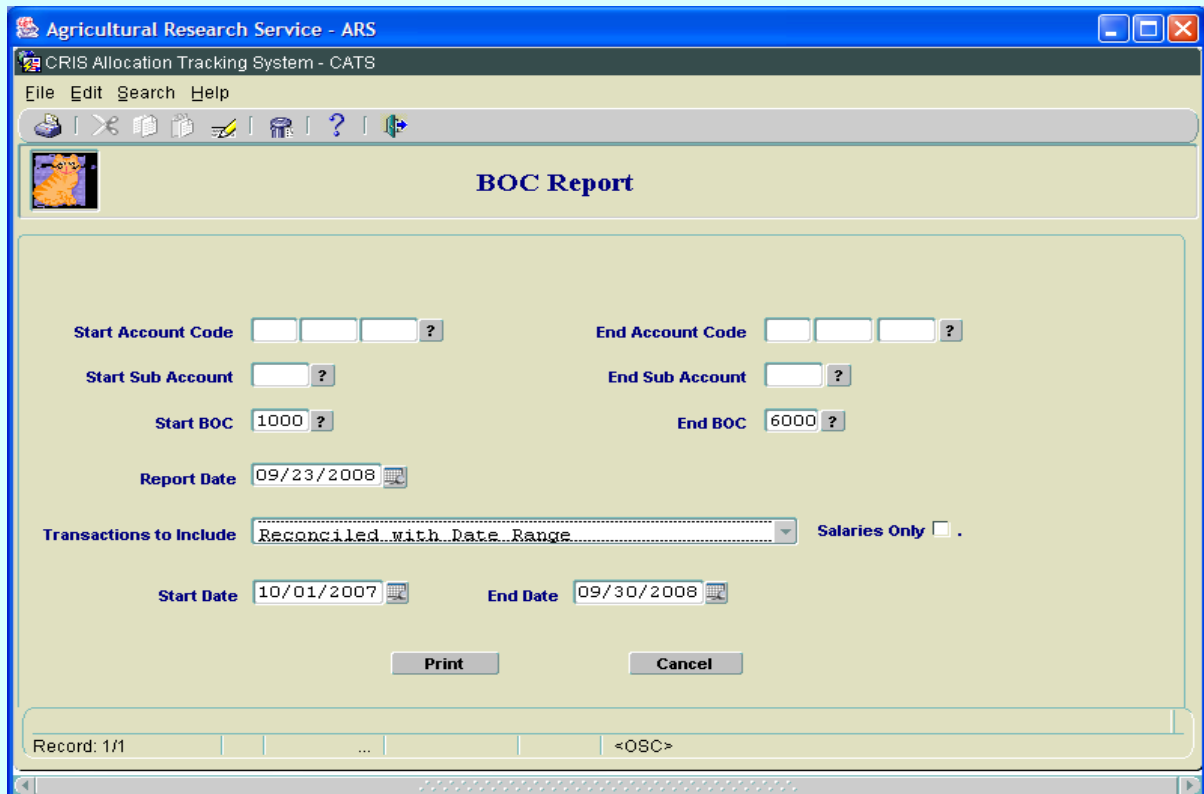 Agricultural Research Service - ARS
CRIS Allocation Tracking System - CATS
File Edit Search Help
?
BOC Report
Start Account Code ? End Account Code ?
Start Sub Account ? End Sub Account ?
Start BOC 1000 ? End BOC 6000 ?
Report Date 09/23/2008
Transactions to Include Reconciled with Date Range Salaries Only .
Start Date 10/01/2007 End Date 09/30/2008
Print Cancel
Record: 1/1 ... <OSC>